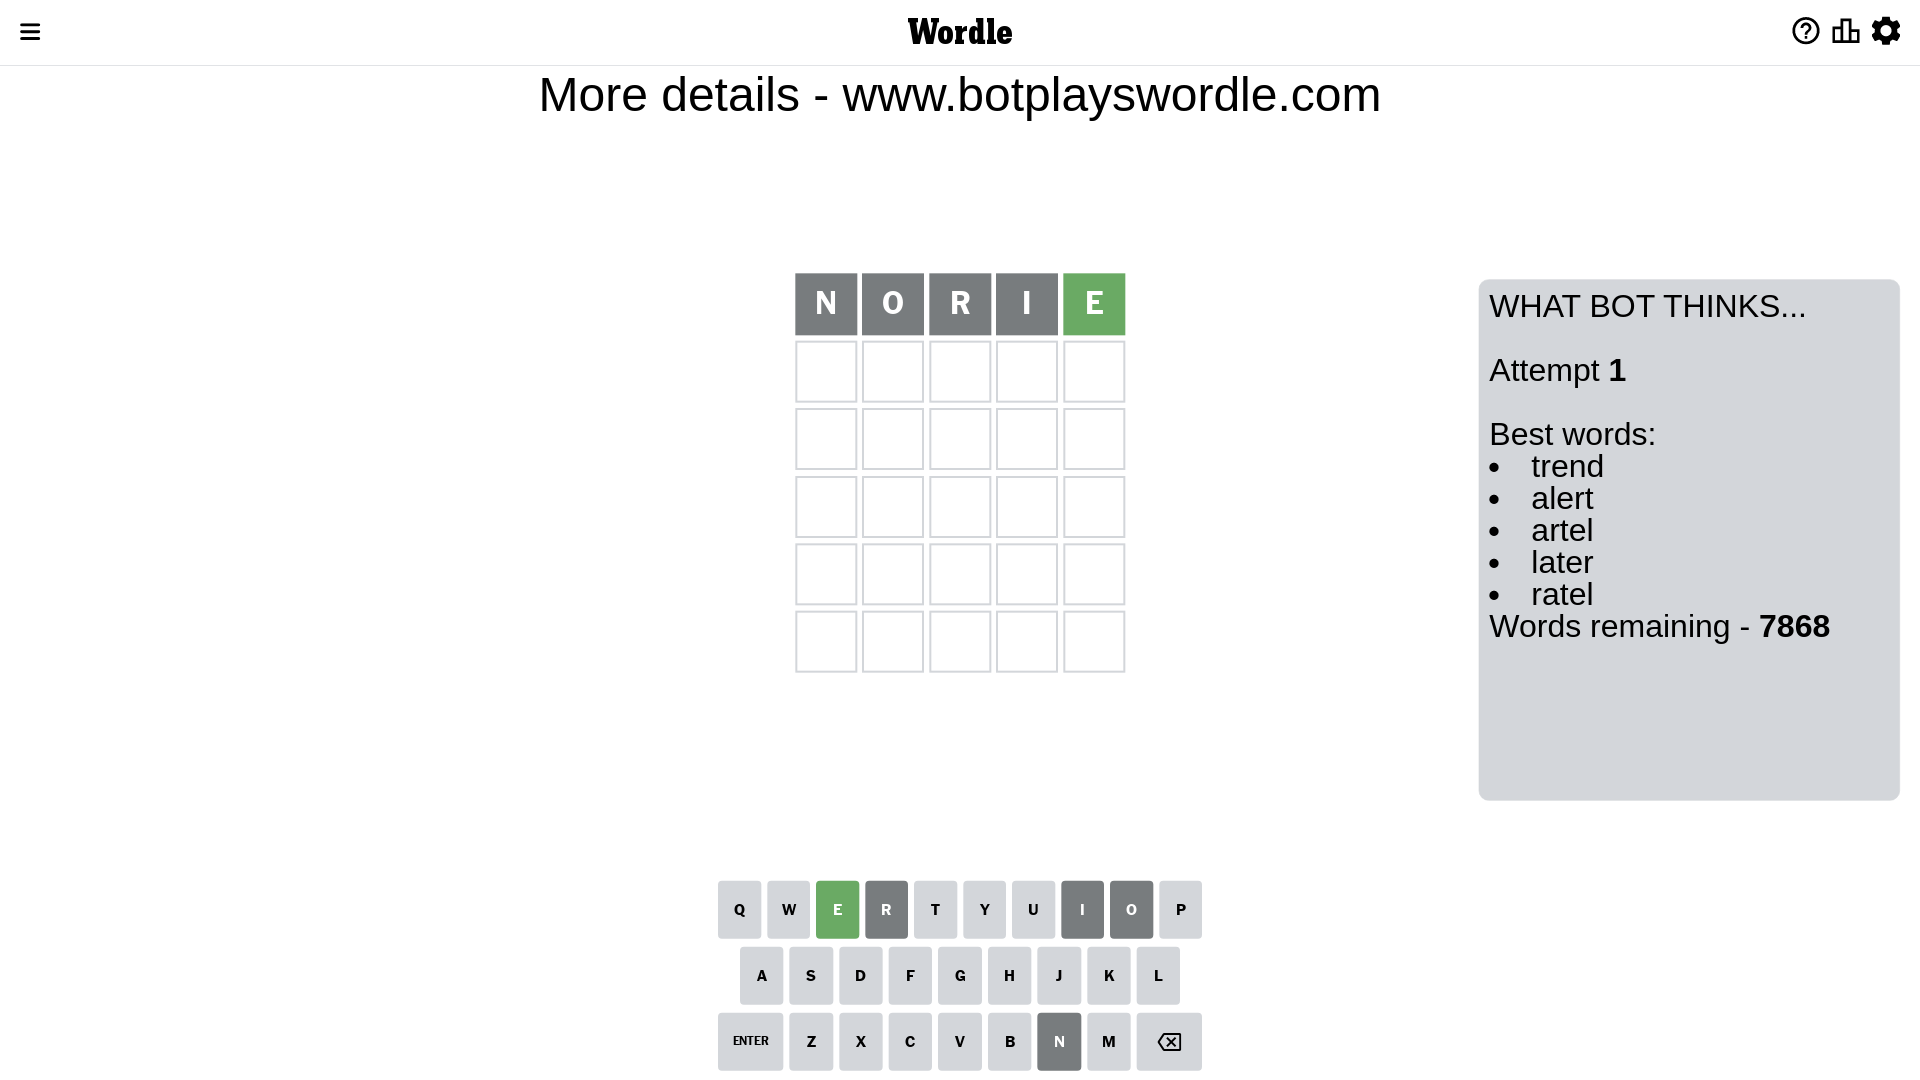 Wordle
More details - www.botplayswordle.com
N O R I E
WHAT BOT THINKS...
Attempt 1
Best words:
• trend
• alert
• artel
• later
• ratel
Words remaining - 7868
Q W E R T Y U I O P
A S D F G H J K L
ENTER Z X C V B N M